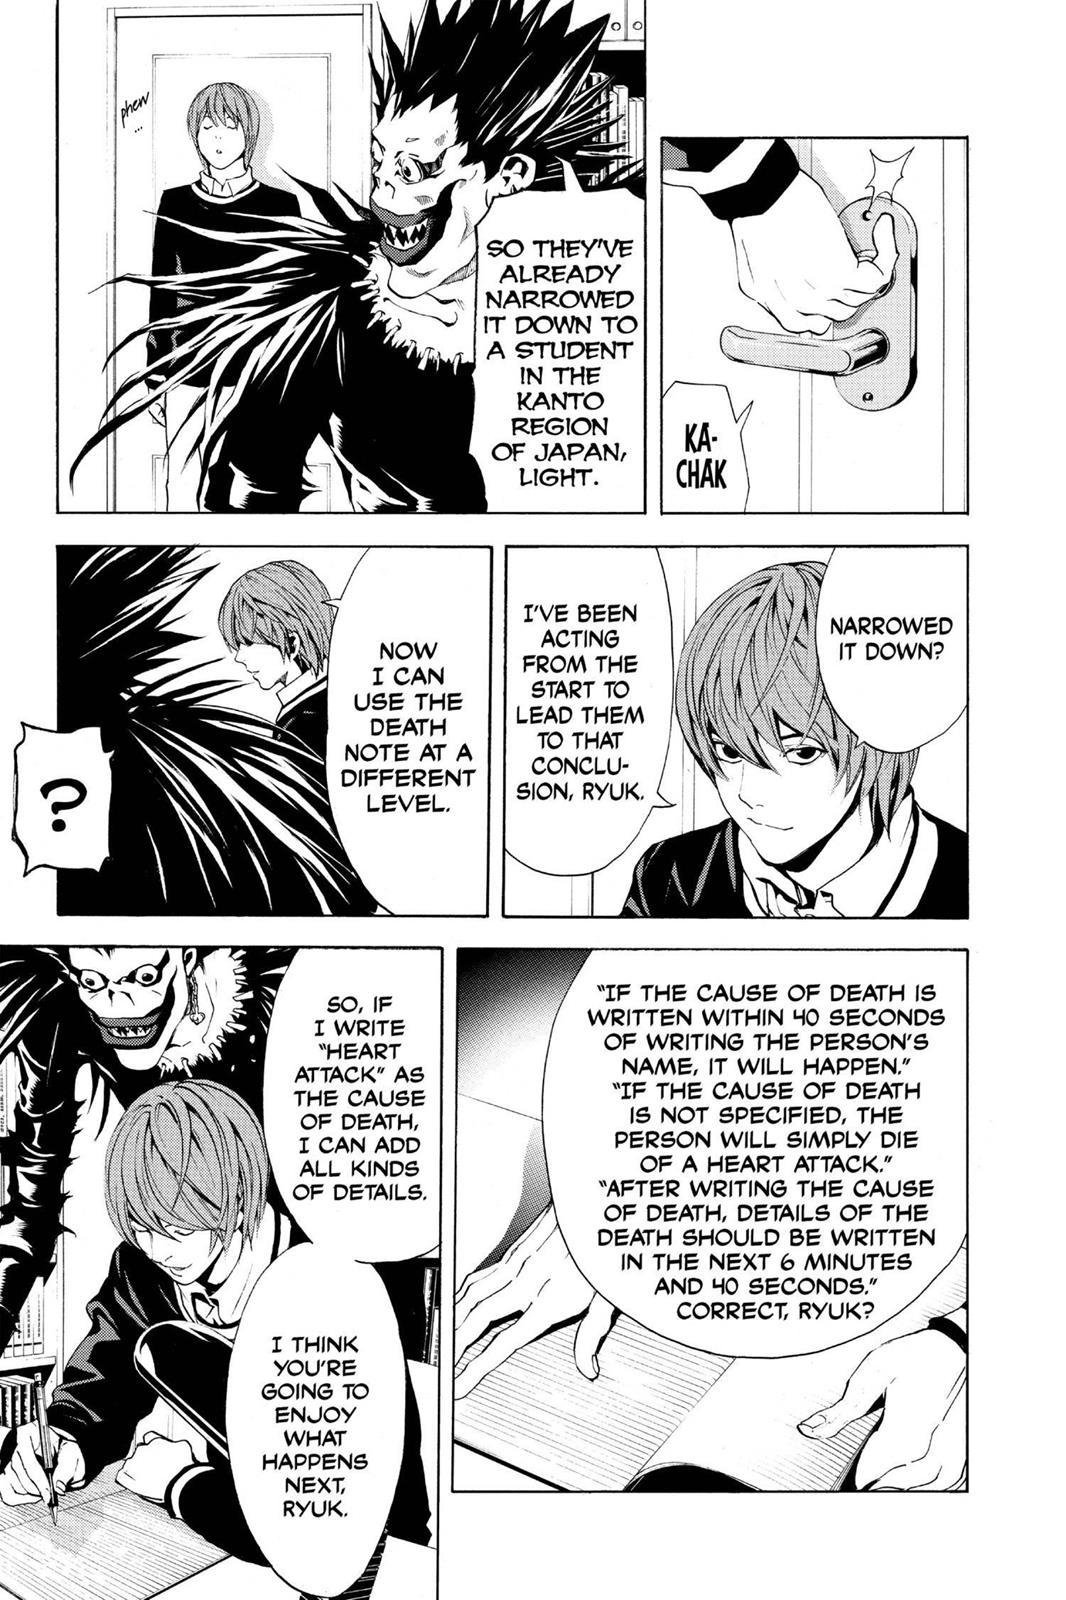 KA-
CHAK
phew
...
SO THEY'VE
ALREADY
NARROWED
IT DOWN TO
A STUDENT
IN THE
KANTO
REGION
OF JAPAN,
LIGHT.
NARROWED
IT DOWN?
I'VE BEEN
ACTING
FROM THE
START TO
LEAD THEM
TO THAT
CONCLU-
SION, RYUK.
NOW
I CAN
USE THE
DEATH
NOTE AT A
DIFFERENT
LEVEL.
?
"IF THE CAUSE OF DEATH IS
WRITTEN WITHIN 40 SECONDS
OF WRITING THE PERSON'S
NAME, IT WILL HAPPEN."
"IF THE CAUSE OF DEATH
IS NOT SPECIFIED, THE
PERSON WILL SIMPLY DIE
OF A HEART ATTACK."
"AFTER WRITING THE CAUSE
OF DEATH, DETAILS OF THE
DEATH SHOULD BE WRITTEN
IN THE NEXT 6 MINUTES
AND 40 SECONDS."
CORRECT, RYUK?
SO, IF
I WRITE
"HEART
ATTACK" AS
THE CAUSE
OF DEATH,
I CAN ADD
ALL KINDS
OF DETAILS.
I THINK
YOU'RE
GOING TO
ENJOY
WHAT
HAPPENS
NEXT,
RYUK.